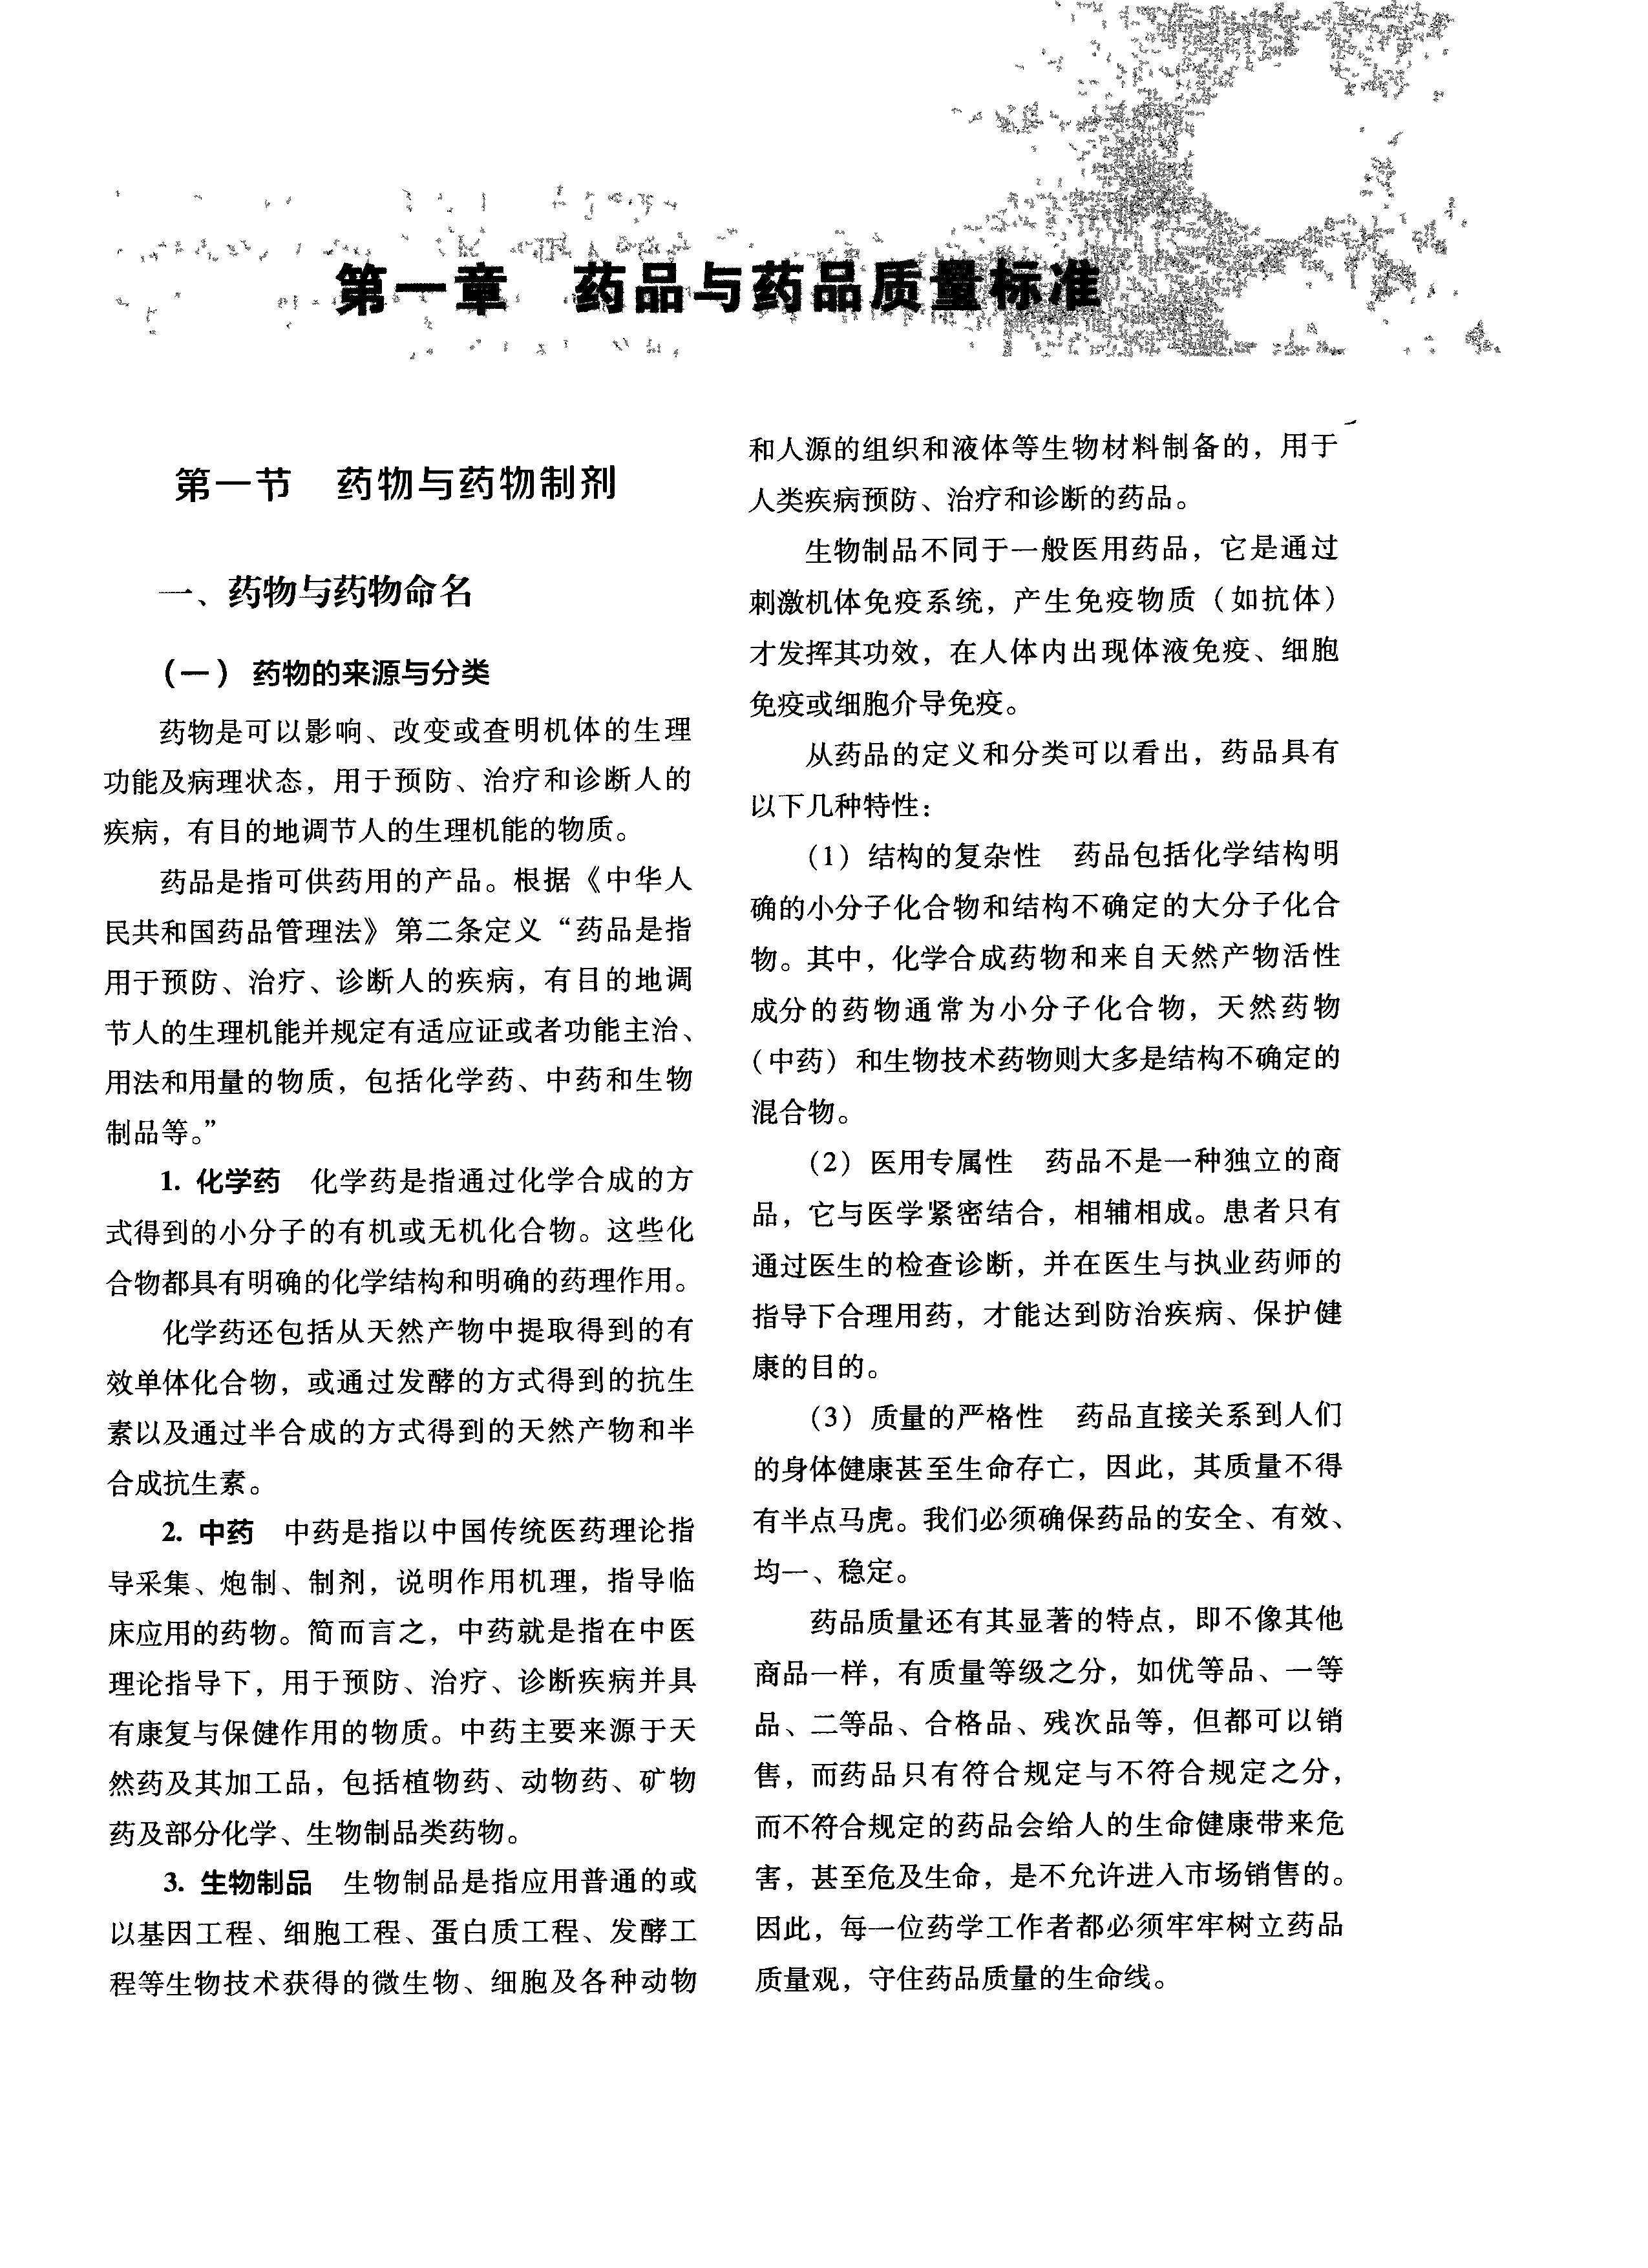 第一章　药品与药品质量标准
第一节　药物与药物制剂
一、药物与药物命名
（一）药物的来源与分类
药物是可以影响、改变或查明机体的生理
功能及病理状态，用于预防、治疗和诊断人的
疾病，有目的地调节人的生理机能的物质。
药品是指可供药用的产品。根据《中华人
民共和国药品管理法》第二条定义“药品是指
用于预防、治疗、诊断人的疾病，有目的地调
节人的生理机能并规定有适应证或者功能主治、
用法和用量的物质，包括化学药、中药和生物
制品等。”
1. 化学药　化学药是指通过化学合成的方
式得到的小分子的有机或无机化合物。这些化
合物都具有明确的化学结构和明确的药理作用。
化学药还包括从天然产物中提取得到的有
效单体化合物，或通过发酵的方式得到的抗生
素以及通过半合成的方式得到的天然产物和半
合成抗生素。
2. 中药　中药是指以中国传统医药理论指
导采集、炮制、制剂，说明作用机理，指导临
床应用的药物。简而言之，中药就是指在中医
理论指导下，用于预防、治疗、诊断疾病并具
有康复与保健作用的物质。中药主要来源于天
然药及其加工品，包括植物药、动物药、矿物
药及部分化学、生物制品类药物。
3. 生物制品　生物制品是指应用普通的或
以基因工程、细胞工程、蛋白质工程、发酵工
程等生物技术获得的微生物、细胞及各种动物
和人源的组织和液体等生物材料制备的，用于
人类疾病预防、治疗和诊断的药品。
生物制品不同于一般医用药品，它是通过
刺激机体免疫系统，产生免疫物质（如抗体）
才发挥其功效，在人体内出现体液免疫、细胞
免疫或细胞介导免疫。
从药品的定义和分类可以看出，药品具有
以下几种特性：
（1）结构的复杂性　药品包括化学结构明
确的小分子化合物和结构不确定的大分子化合
物。其中，化学合成药物和来自天然产物活性
成分的药物通常为小分子化合物，天然药物
（中药）和生物技术药物则大多是结构不确定的
混合物。
（2）医用专属性　药品不是一种独立的商
品，它与医学紧密结合，相辅相成。患者只有
通过医生的检查诊断，并在医生与执业药师的
指导下合理用药，才能达到防治疾病、保护健
康的目的。
（3）质量的严格性　药品直接关系到人们
的身体健康甚至生命存亡，因此，其质量不得
有半点马虎。我们必须确保药品的安全、有效、
均一、稳定。
药品质量还有其显著的特点，即不像其他
商品一样，有质量等级之分，如优等品、一等
品、二等品、合格品、残次品等，但都可以销
售，而药品只有符合规定与不符合规定之分，
而不符合规定的药品会给人的生命健康带来危
害，甚至危及生命，是不允许进入市场销售的。
因此，每一位药学工作者都必须牢牢树立药品
质量观，守住药品质量的生命线。